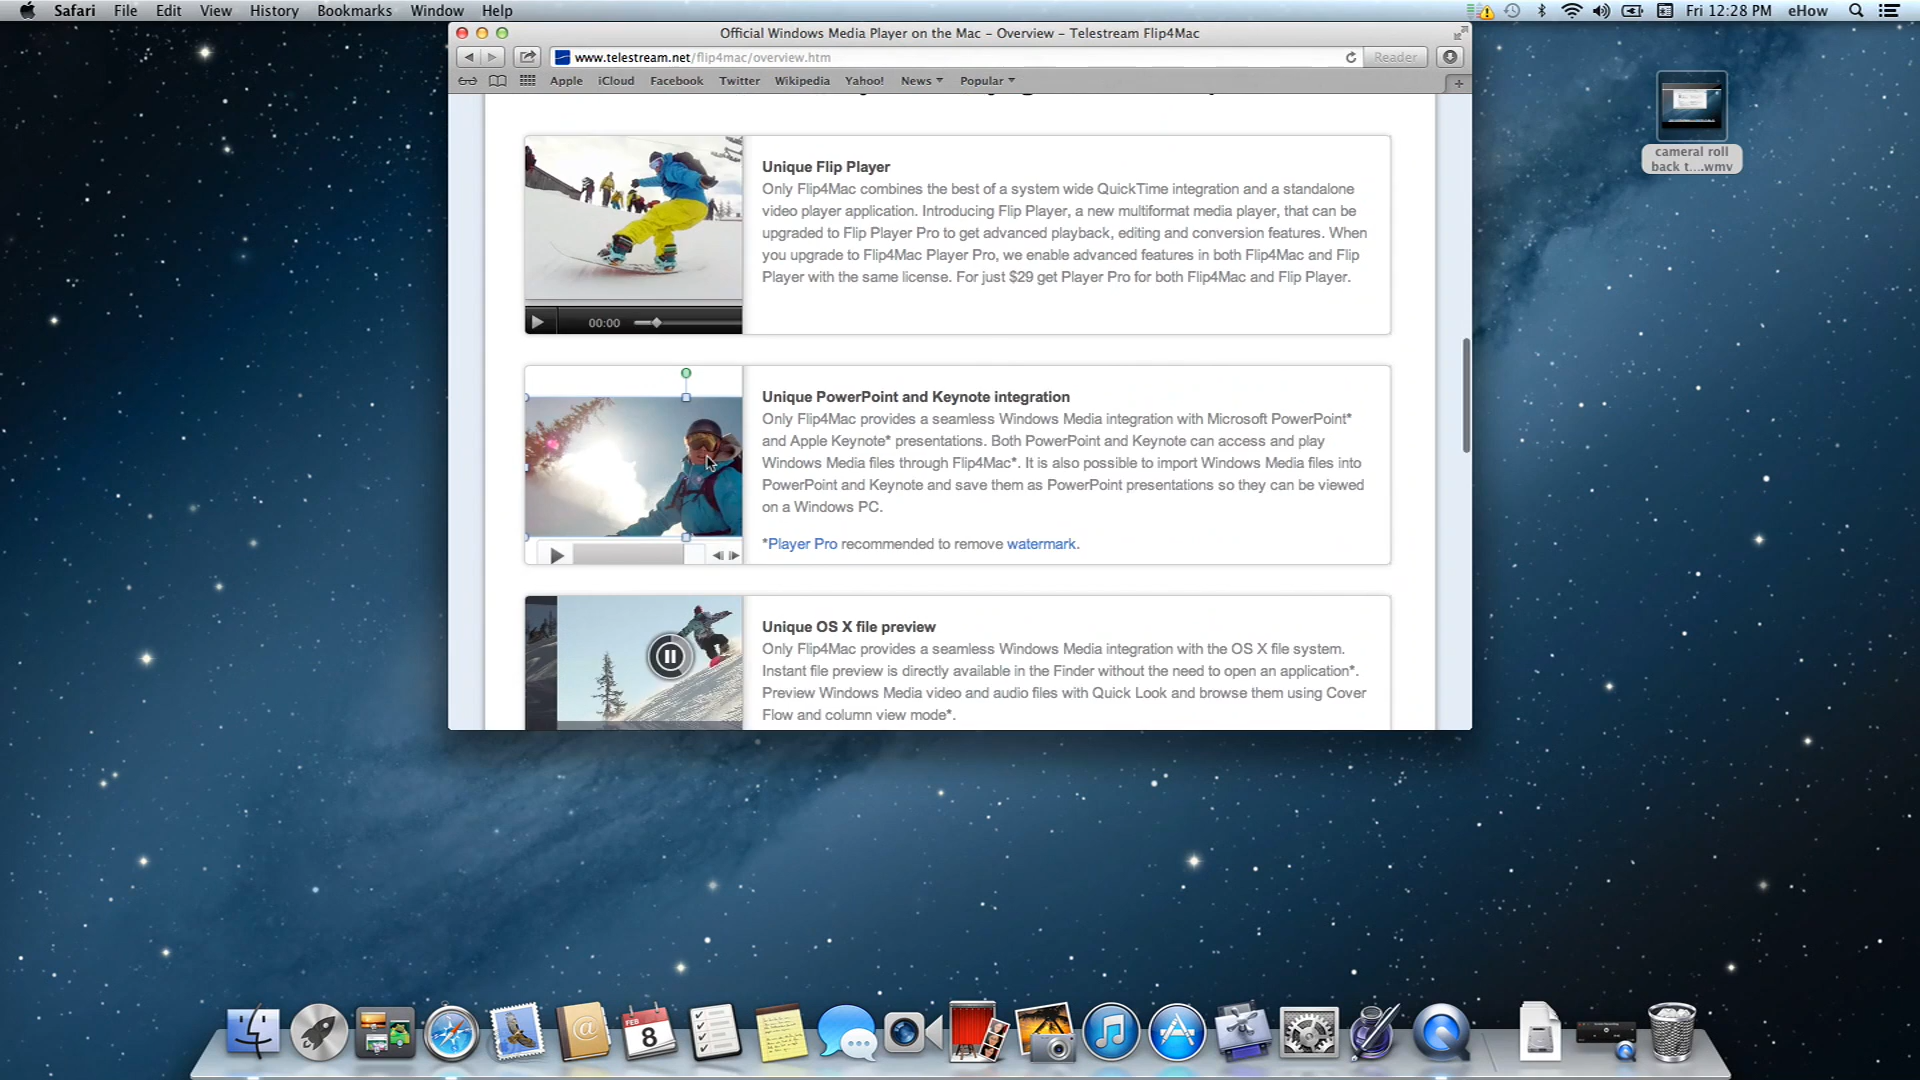 Safari File Edit View History Bookmarks Window Help Fri 12:28 PM eHow
Official Windows Media Player on the Mac – Overview – Telestream Flip4Mac
www.telestream.net/flip4mac/overview.htm Reader
Apple iCloud Facebook Twitter Wikipedia Yahoo! News Popular
cameral roll
back t....wmv
Unique Flip Player
Only Flip4Mac combines the best of a system wide QuickTime integration and a standalone
video player application. Introducing Flip Player, a new multiformat media player, that can be
upgraded to Flip Player Pro to get advanced playback, editing and conversion features. When
you upgrade to Flip4Mac Player Pro, we enable advanced features in both Flip4Mac and Flip
Player with the same license. For just $29 get Player Pro for both Flip4Mac and Flip Player.
00:00
Unique PowerPoint and Keynote integration
Only Flip4Mac provides a seamless Windows Media integration with Microsoft PowerPoint*
and Apple Keynote* presentations. Both PowerPoint and Keynote can access and play
Windows Media files through Flip4Mac*. It is also possible to import Windows Media files into
PowerPoint and Keynote and save them as PowerPoint presentations so they can be viewed
on a Windows PC.
*Player Pro recommended to remove watermark.
Unique OS X file preview
Only Flip4Mac provides a seamless Windows Media integration with the OS X file system.
Instant file preview is directly available in the Finder without the need to open an application*.
Preview Windows Media video and audio files with Quick Look and browse them using Cover
Flow and column view mode*.
FEB
8